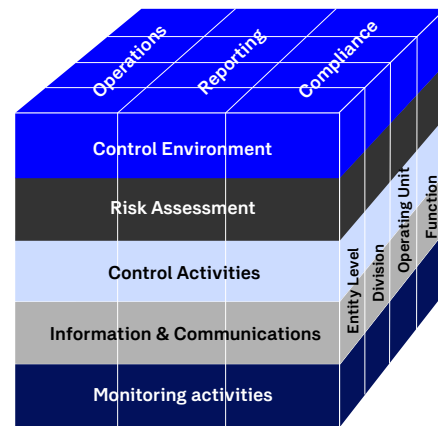 Operations
Reporting
Compliance
Control Environment
Risk Assessment
Control Activities
Information & Communications
Monitoring activities
Entity Level
Division
Operating Unit
Function